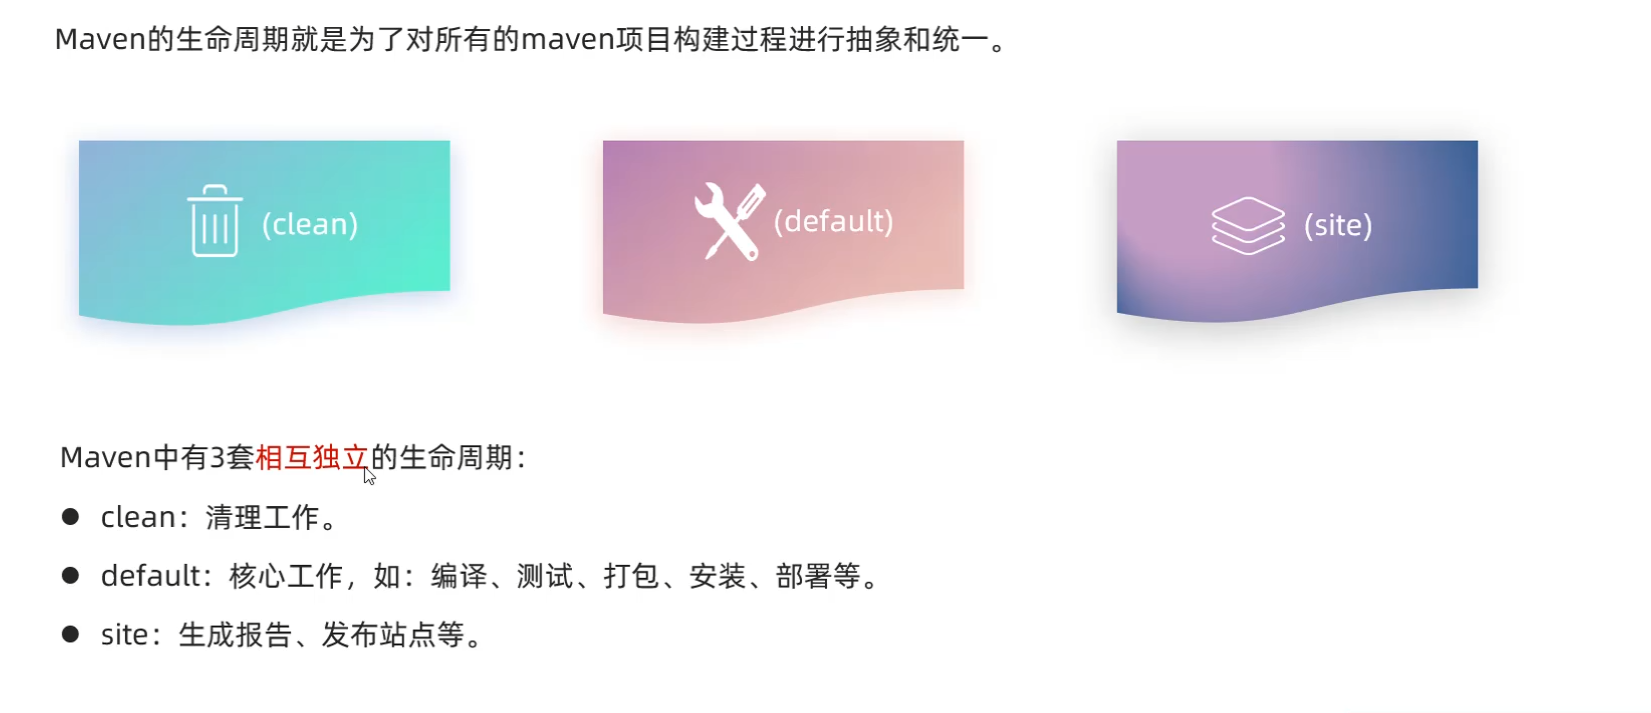 Maven的生命周期就是为了对所有的maven项目构建过程进行抽象和统一。
(clean)
(default)
(site)
Maven中有3套相互独立的生命周期：
● clean：清理工作。
● default：核心工作，如：编译、测试、打包、安装、部署等。
● site：生成报告、发布站点等。